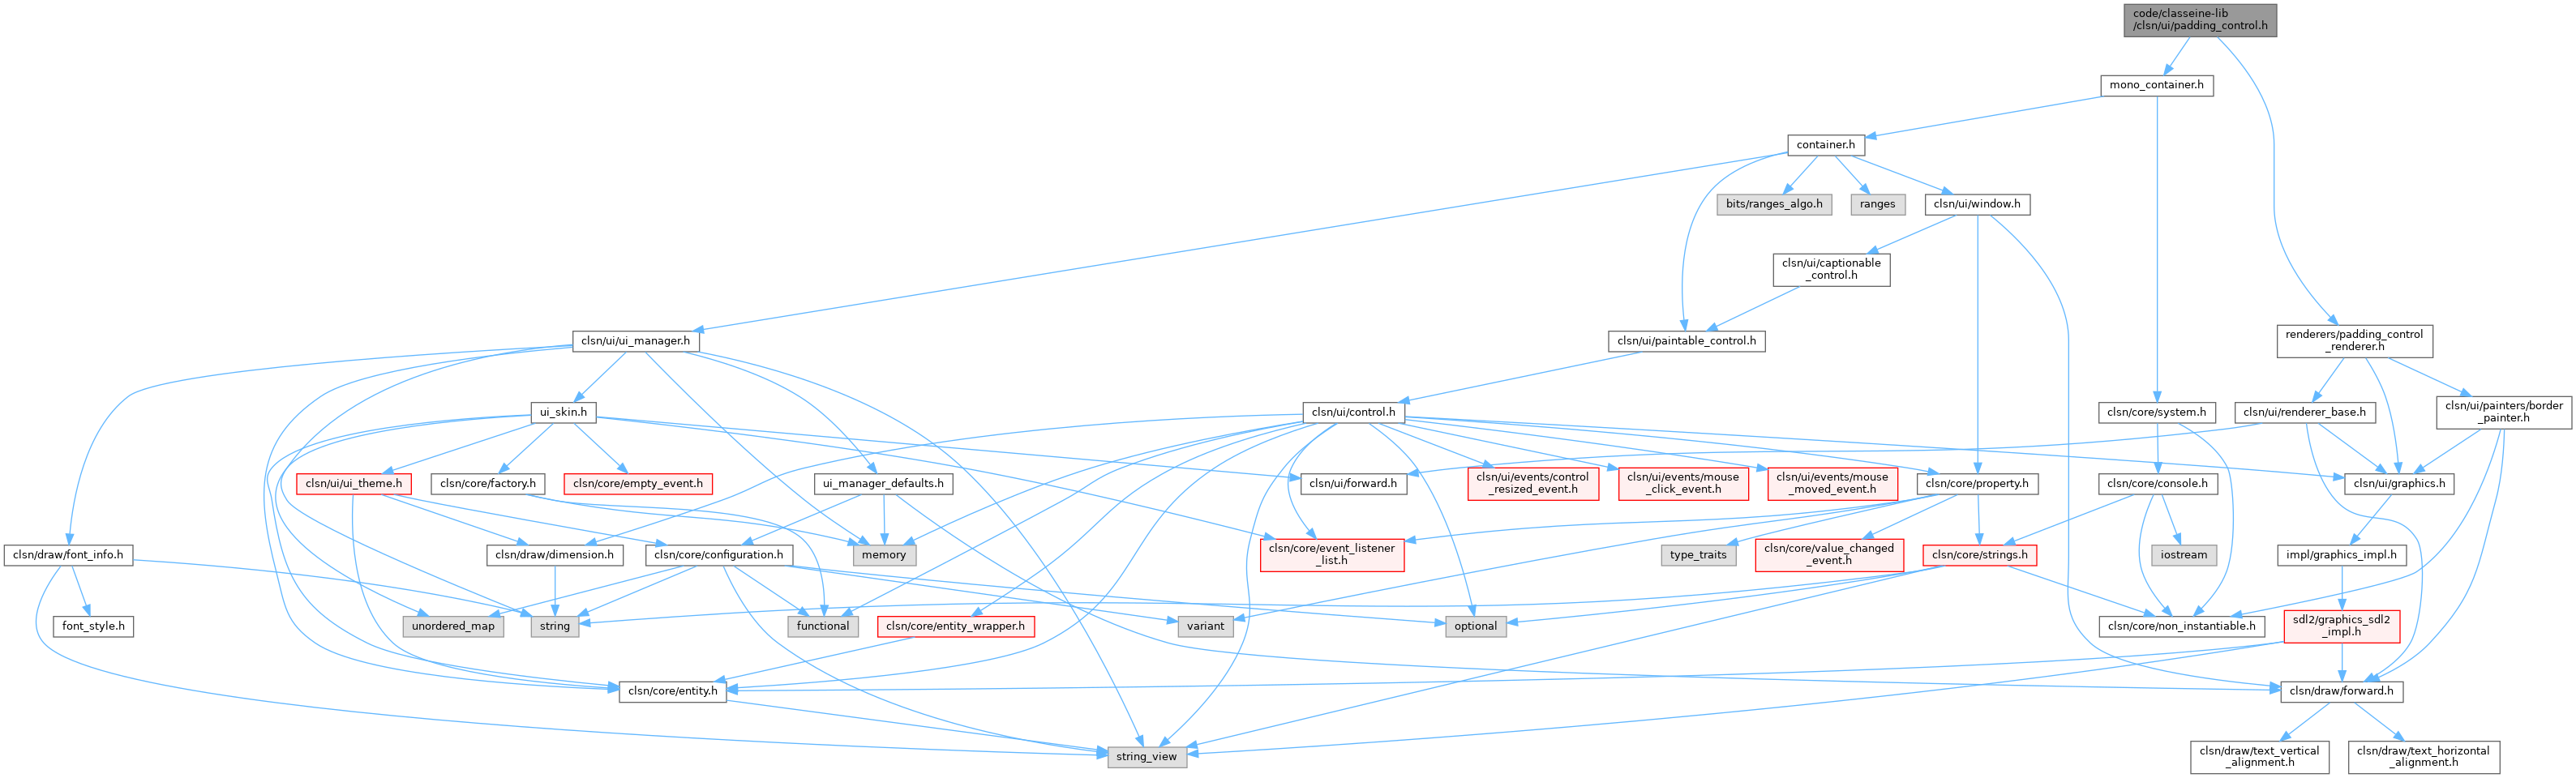 code/classeine-lib
/clsn/ui/padding_control.h
mono_container.h
container.h
bits/ranges_algo.h
ranges
clsn/ui/window.h
clsn/ui/captionable
_control.h
clsn/ui/ui_manager.h
clsn/ui/paintable_control.h
renderers/padding_control
_renderer.h
ui_skin.h
clsn/ui/control.h
clsn/core/system.h
clsn/ui/renderer_base.h
clsn/ui/painters/border
_painter.h
clsn/ui/ui_theme.h
clsn/core/factory.h
clsn/core/empty_event.h
ui_manager_defaults.h
clsn/ui/forward.h
clsn/ui/events/control
_resized_event.h
clsn/ui/events/mouse
_click_event.h
clsn/ui/events/mouse
_moved_event.h
clsn/core/property.h
clsn/core/console.h
clsn/ui/graphics.h
clsn/draw/font_info.h
clsn/draw/dimension.h
clsn/core/configuration.h
memory
clsn/core/event_listener
_list.h
type_traits
clsn/core/value_changed
_event.h
clsn/core/strings.h
iostream
impl/graphics_impl.h
font_style.h
unordered_map
string
functional
clsn/core/entity_wrapper.h
variant
optional
clsn/core/non_instantiable.h
sdl2/graphics_sdl2
_impl.h
clsn/core/entity.h
clsn/draw/forward.h
string_view
clsn/draw/text_vertical
_alignment.h
clsn/draw/text_horizontal
_alignment.h